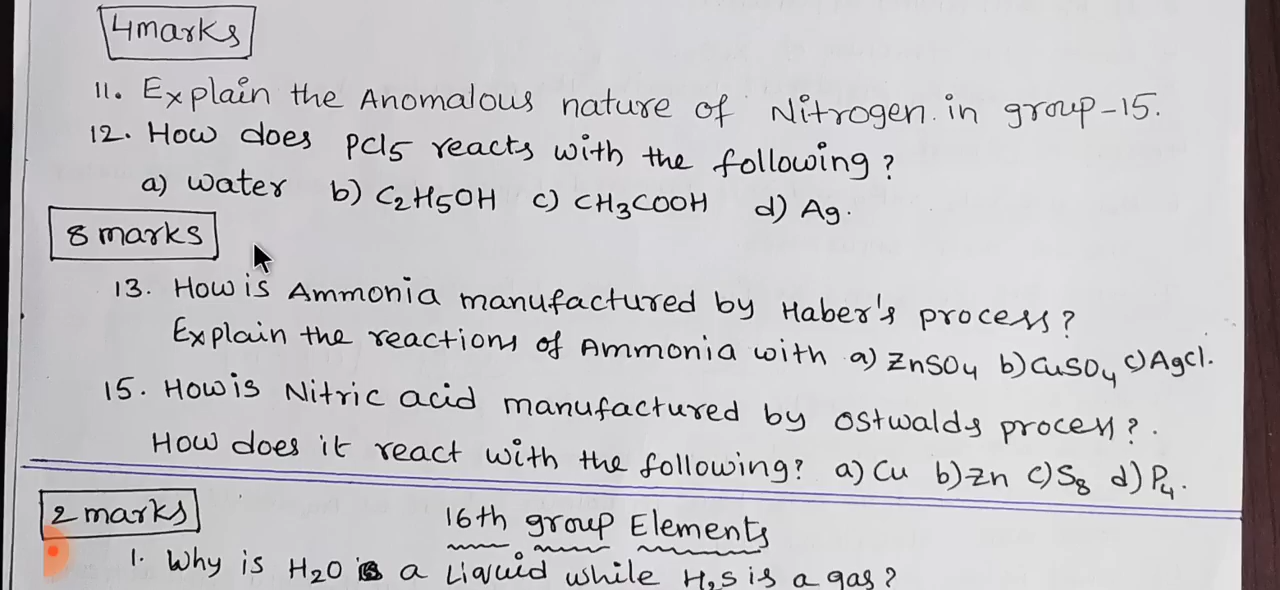 4marks
11. Explain the Anomalous nature of Nitrogen in group-15.
12. How does PCl5 reacts with the following?
a) water b) C2H5OH c) CH3COOH d) Ag.
8 marks
13. How is Ammonia manufactured by Haber's process?
Explain the reactions of Ammonia with a) ZnSO4 b) CuSO4 c) AgCl.
15. How is Nitric acid manufactured by ostwalds process?.
How does it react with the following? a) Cu b) Zn c) S8 d) P4.
2 marks
16th group Elements
1. Why is H2O is a Liquid while H2S is a gas?